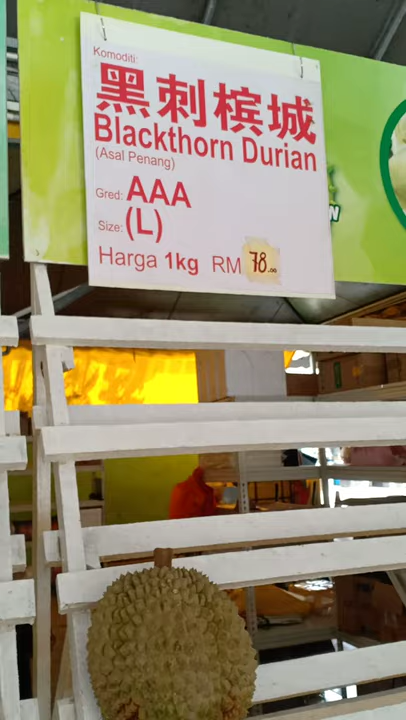 Komoditi:
黑刺槟城
Blackthorn Durian
(Asal Penang)
Gred: AAA
Size: (L)
Harga 1kg RM 78.00
N